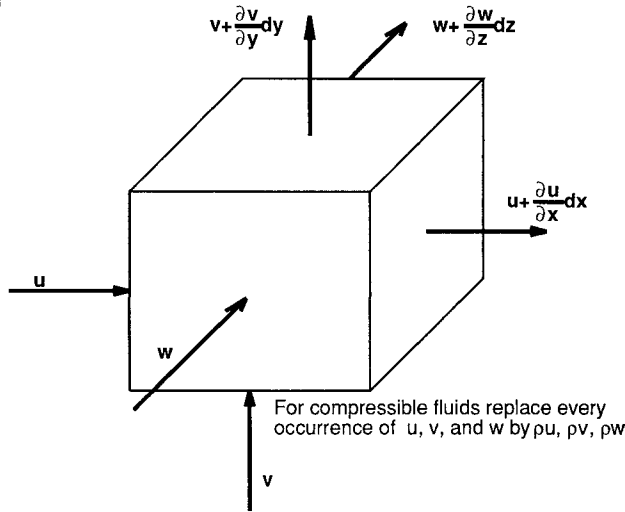 v+∂v/∂y dy
w+∂w/∂z dz
u+∂u/∂x dx
u
w
For compressible fluids replace every
occurrence of u, v, and w by ρu, ρv, ρw
v